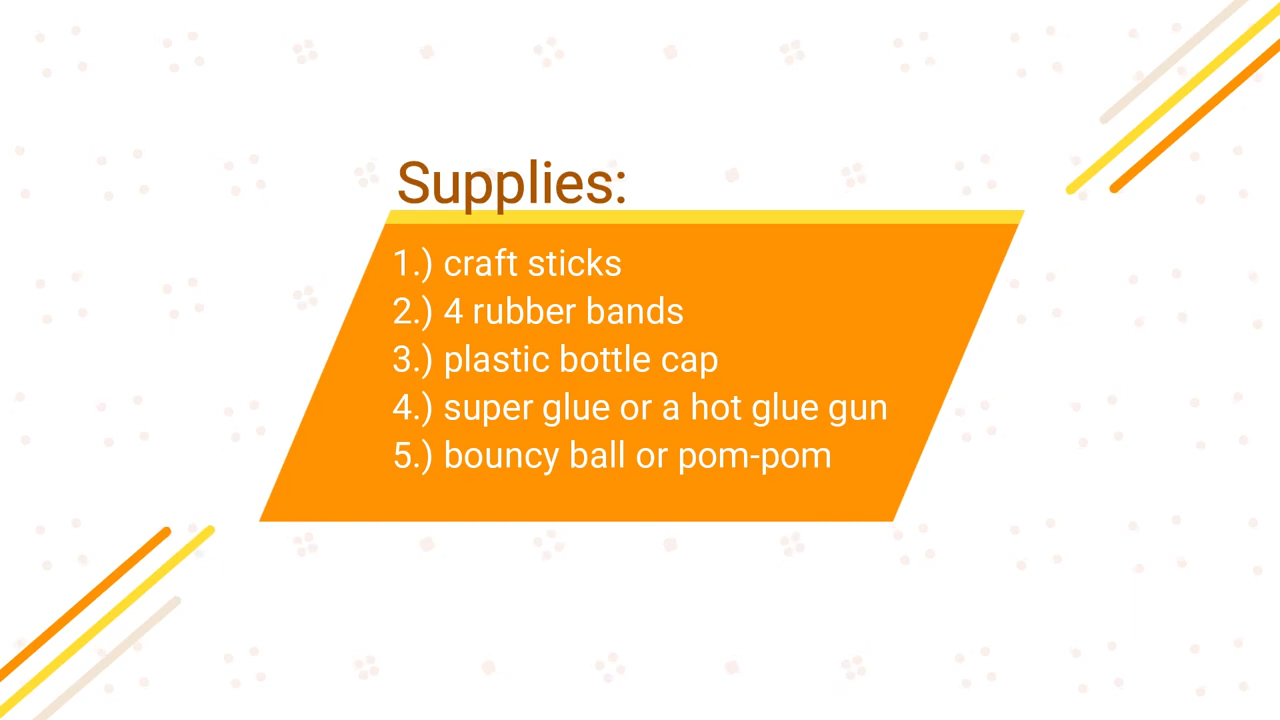 Supplies:
1.) craft sticks
2.) 4 rubber bands
3.) plastic bottle cap
4.) super glue or a hot glue gun
5.) bouncy ball or pom-pom